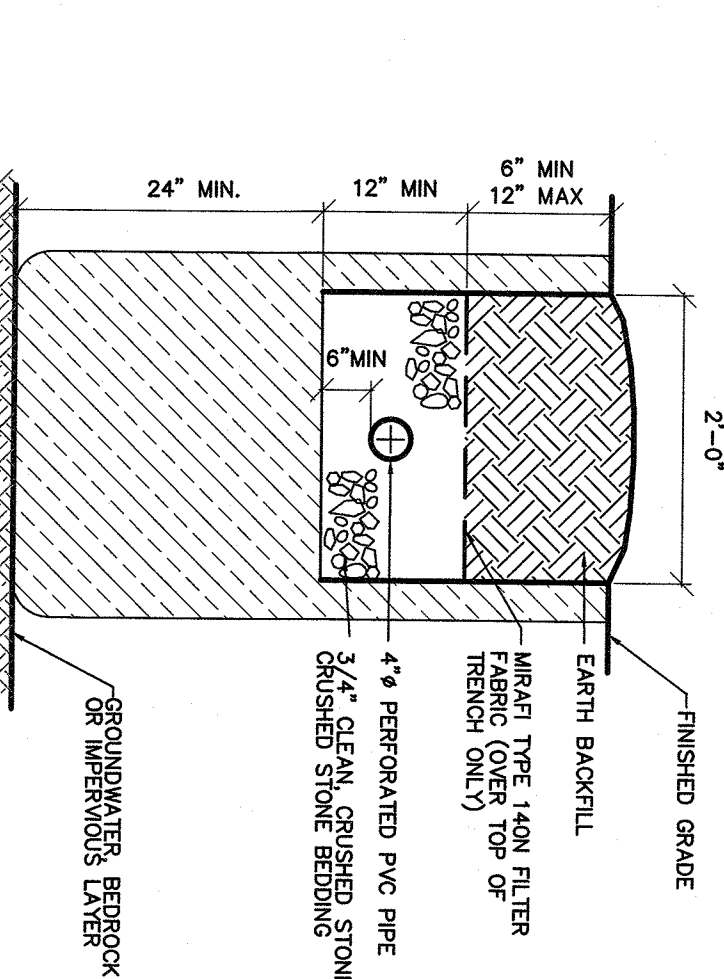 2'-0"
6" MIN
12" MAX
12" MIN
24" MIN.
6"MIN
FINISHED GRADE
EARTH BACKFILL
MIRAFI TYPE 140N FILTER
FABRIC (OVER TOP OF
TRENCH ONLY)
4"ø PERFORATED PVC PIPE
3/4" CLEAN, CRUSHED STONE
CRUSHED STONE BEDDING
GROUNDWATER, BEDROCK
OR IMPERVIOUS LAYER